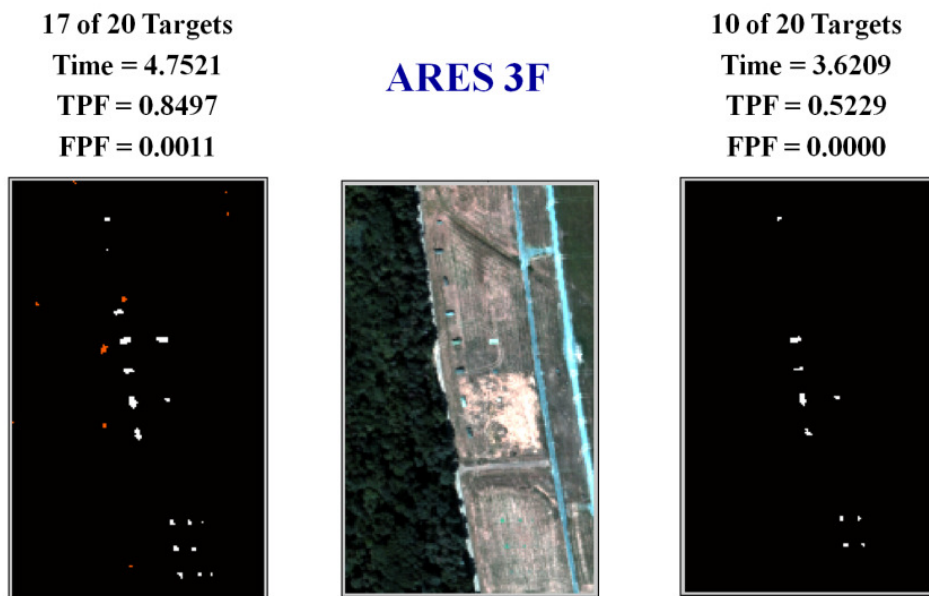 17 of 20 Targets
Time = 4.7521
TPF = 0.8497
FPF = 0.0011
ARES 3F
10 of 20 Targets
Time = 3.6209
TPF = 0.5229
FPF = 0.0000